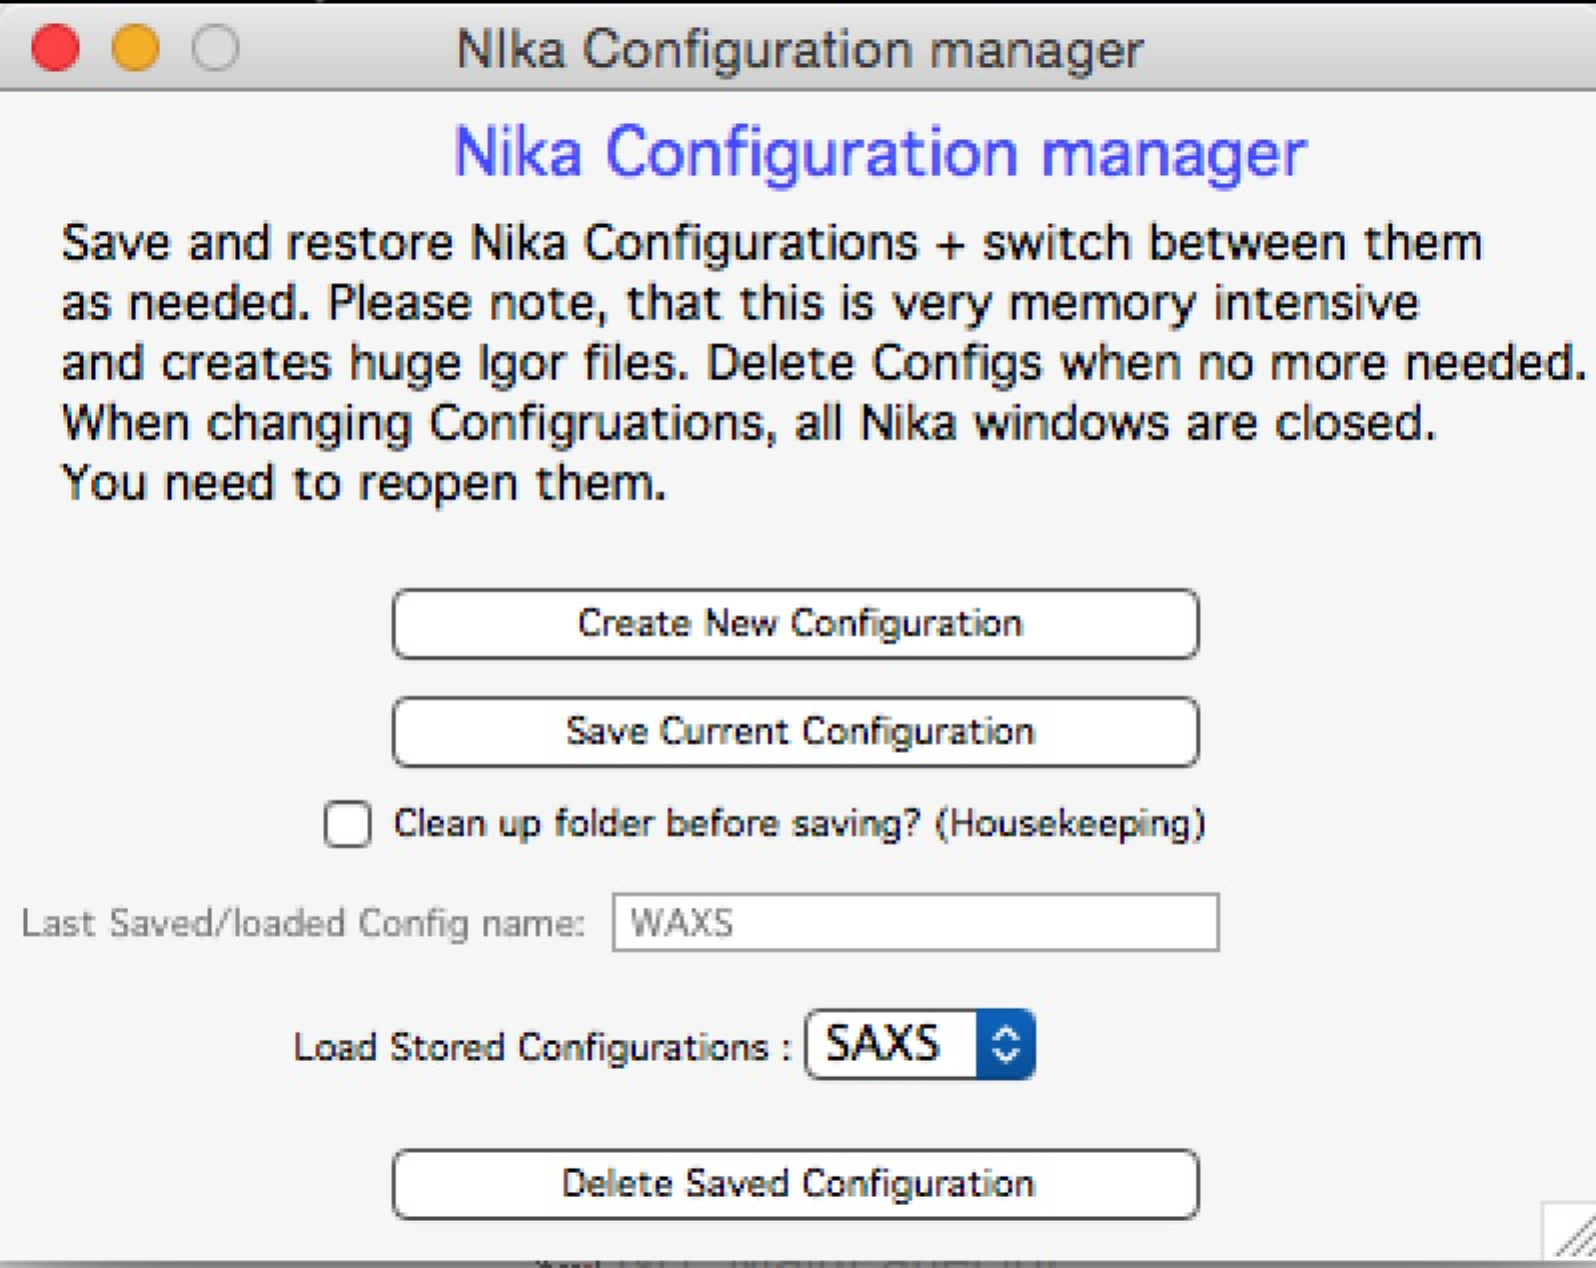 NIka Configuration manager
Nika Configuration manager
Save and restore Nika Configurations + switch between them
as needed. Please note, that this is very memory intensive
and creates huge Igor files. Delete Configs when no more needed.
When changing Configruations, all Nika windows are closed.
You need to reopen them.
Create New Configuration
Save Current Configuration
Clean up folder before saving? (Housekeeping)
Last Saved/loaded Config name: WAXS
Load Stored Configurations : SAXS
Delete Saved Configuration